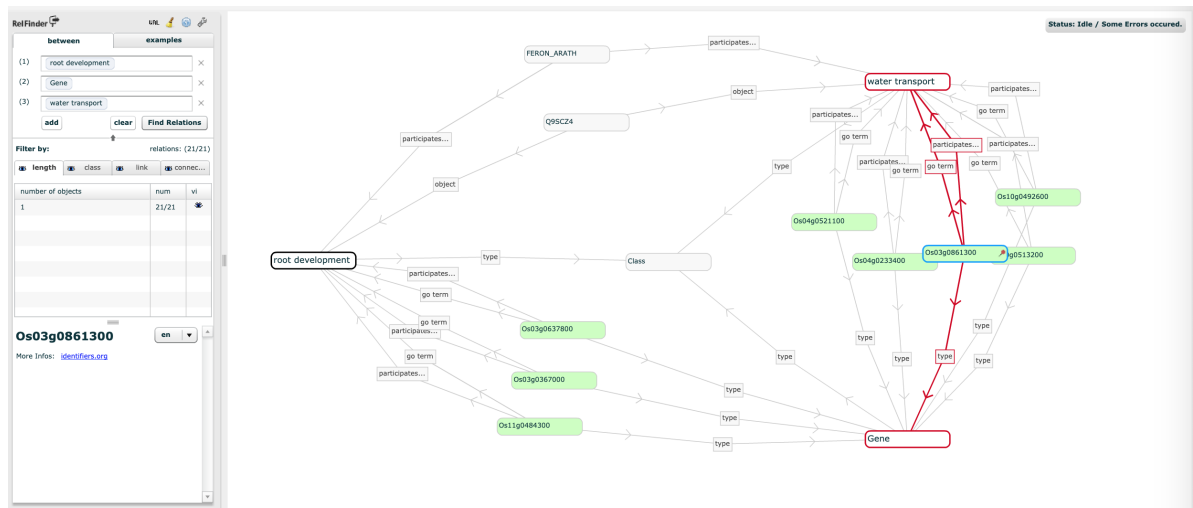 RelFinder
URL
between
examples
(1)
root development
(2)
Gene
(3)
water transport
add
clear
Find Relations
Filter by:
relations: (21/21)
length
class
link
connec...
number of objects
num
vi
1
21/21
Os03g0861300
en
More Infos: identifiers.org
Status: Idle / Some Errors occured.
FERON_ARATH
participates...
water transport
participates...
object
go term
participates...
Q9SCZ4
go term
participates...
participates...
participates...
participates...
go term
go term
go term
type
object
Os10g0492600
Os04g0521100
root development
type
Class
Os04g0233400
Os03g0861300
g0513200
participates...
go term
go term
participates...
Os03g0637800
type
type
go term
type
type
type
type
participates...
Os03g0367000
type
type
Os11g0484300
Gene
type